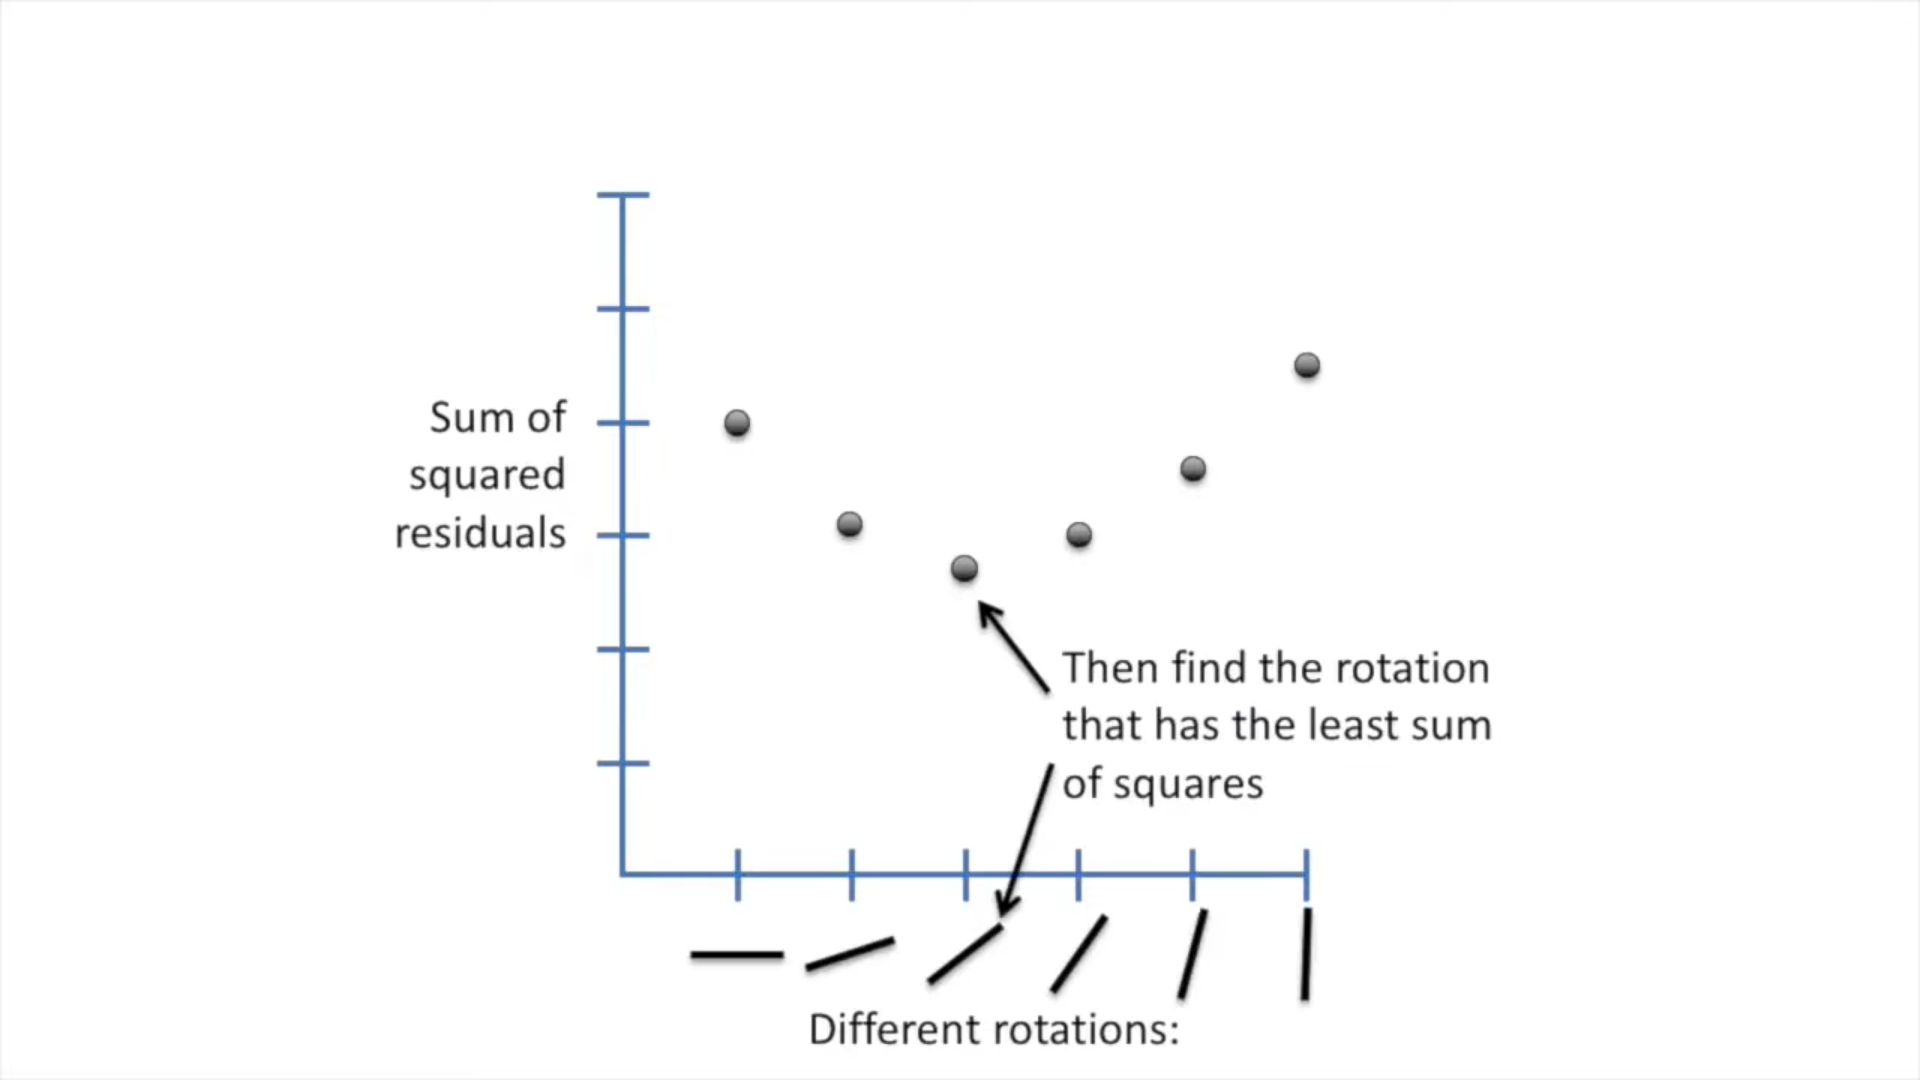 Sum of
squared
residuals
Then find the rotation
that has the least sum
of squares
Different rotations: